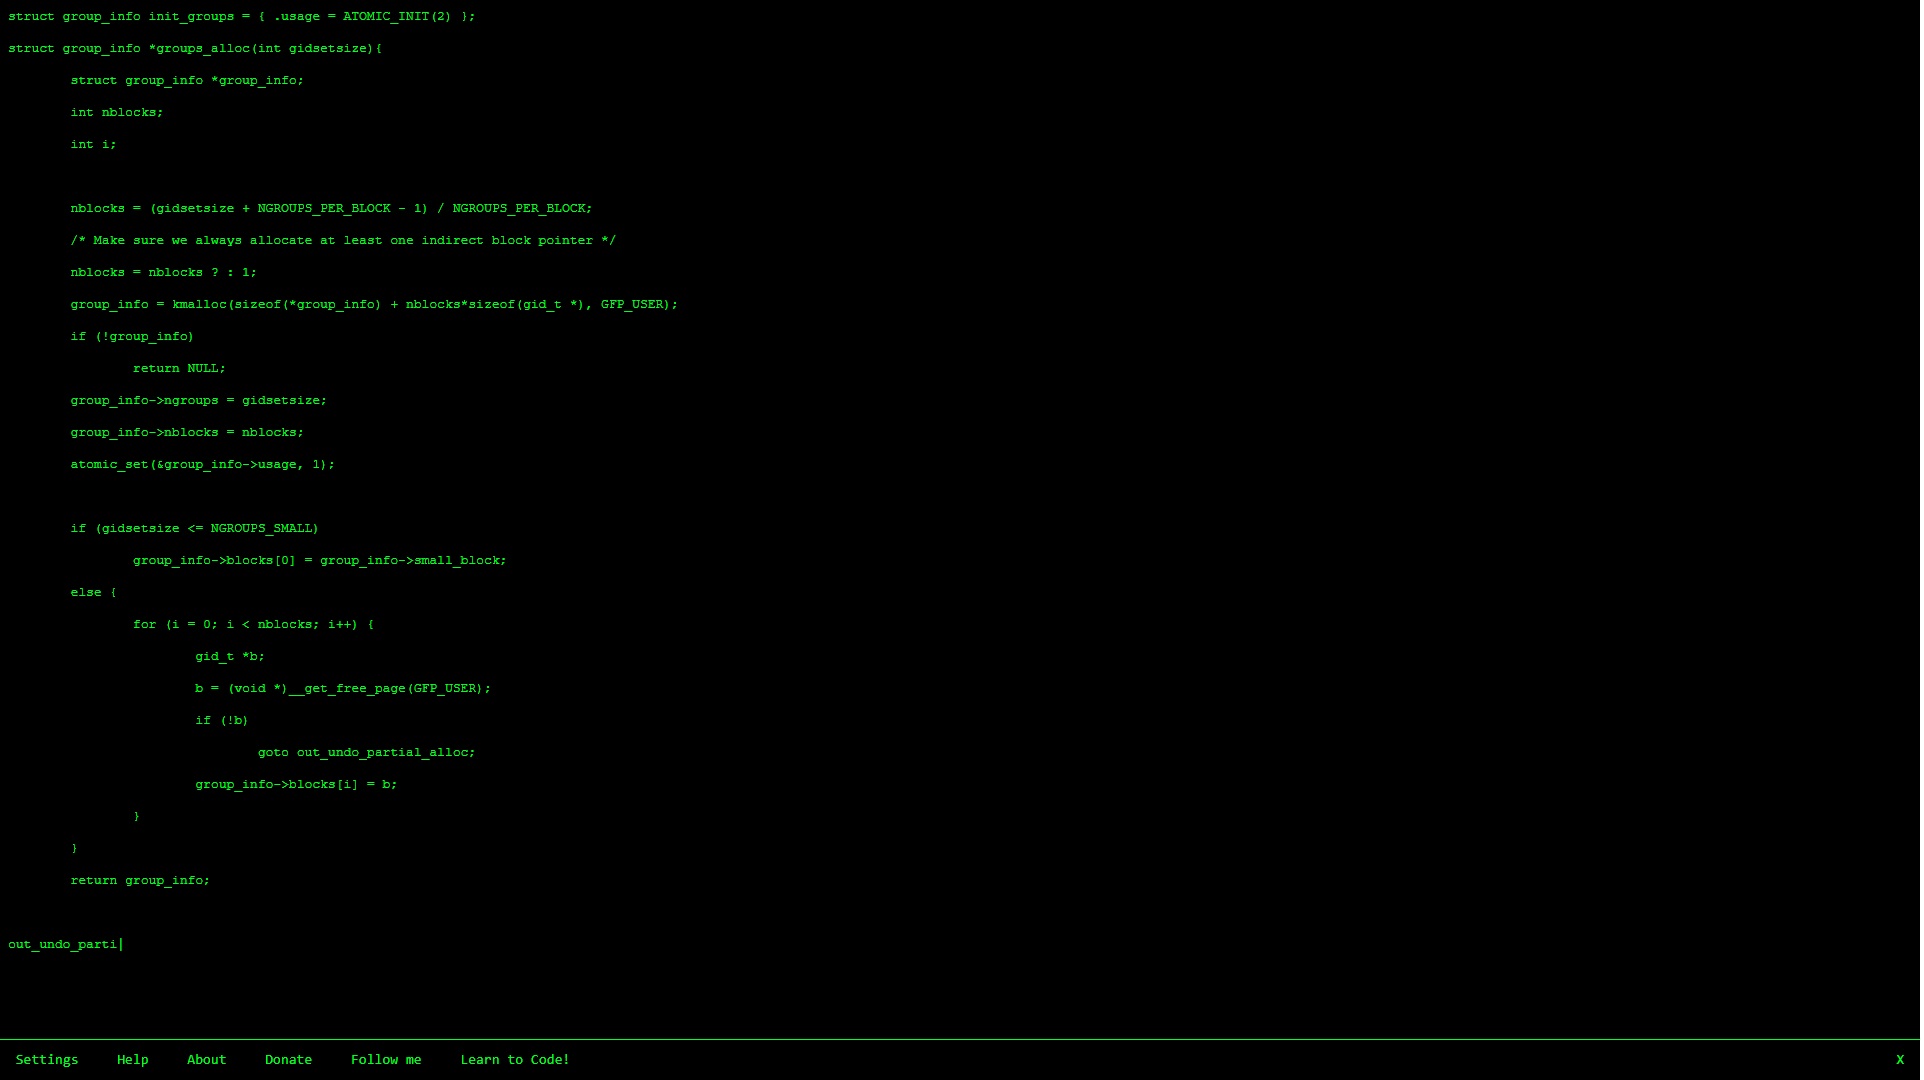 struct group_info init_groups = { .usage = ATOMIC_INIT(2) };
struct group_info *groups_alloc(int gidsetsize){
struct group_info *group_info;
int nblocks;
int i;
nblocks = (gidsetsize + NGROUPS_PER_BLOCK - 1) / NGROUPS_PER_BLOCK;
/* Make sure we always allocate at least one indirect block pointer */
nblocks = nblocks ? : 1;
group_info = kmalloc(sizeof(*group_info) + nblocks*sizeof(gid_t *), GFP_USER);
if (!group_info)
return NULL;
group_info->ngroups = gidsetsize;
group_info->nblocks = nblocks;
atomic_set(&group_info->usage, 1);
if (gidsetsize <= NGROUPS_SMALL)
group_info->blocks[0] = group_info->small_block;
else {
for (i = 0; i < nblocks; i++) {
gid_t *b;
b = (void *)__get_free_page(GFP_USER);
if (!b)
goto out_undo_partial_alloc;
group_info->blocks[i] = b;
}
}
return group_info;
out_undo_parti|
Settings Help About Donate Follow me Learn to Code! X